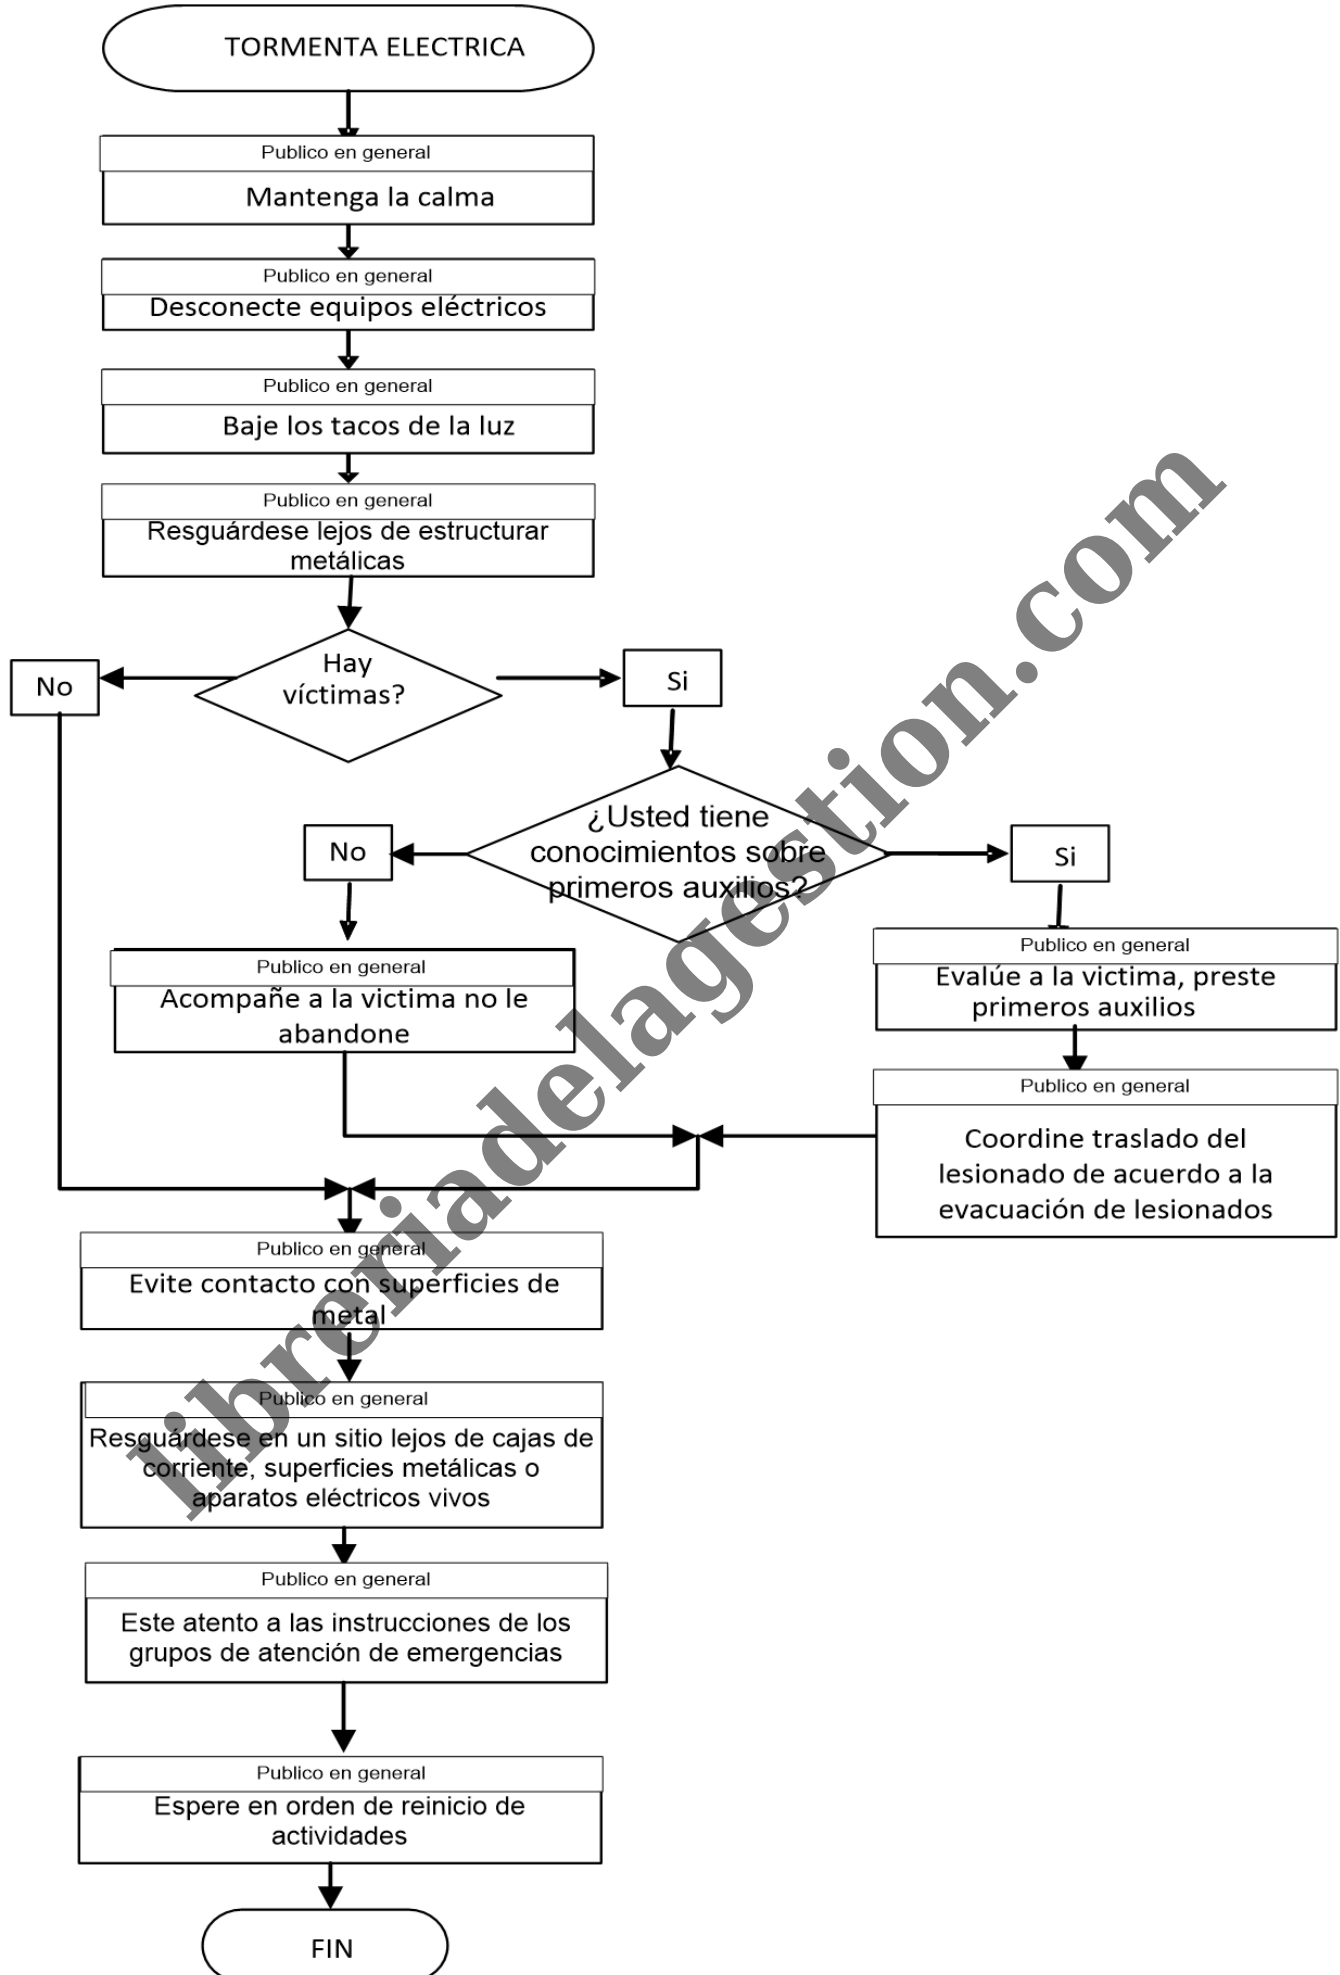 TORMENTA ELECTRICA
Publico en general
Mantenga la calma
Publico en general
Desconecte equipos eléctricos
Publico en general
Baje los tacos de la luz
Publico en general
Resguárdese lejos de estructurar
metálicas
Hay
víctimas?
No
Si
¿Usted tiene
conocimientos sobre
primeros auxilios?
No
Si
Publico en general
Acompañe a la victima no le
abandone
Publico en general
Evalúe a la victima, preste
primeros auxilios
Publico en general
Coordine traslado del
lesionado de acuerdo a la
evacuación de lesionados
Publico en general
Evite contacto con superficies de
metal
Publico en general
Resguárdese en un sitio lejos de cajas de
corriente, superficies metálicas o
aparatos eléctricos vivos
Publico en general
Este atento a las instrucciones de los
grupos de atención de emergencias
Publico en general
Espere en orden de reinicio de
actividades
FIN
libreriadelagestion.com